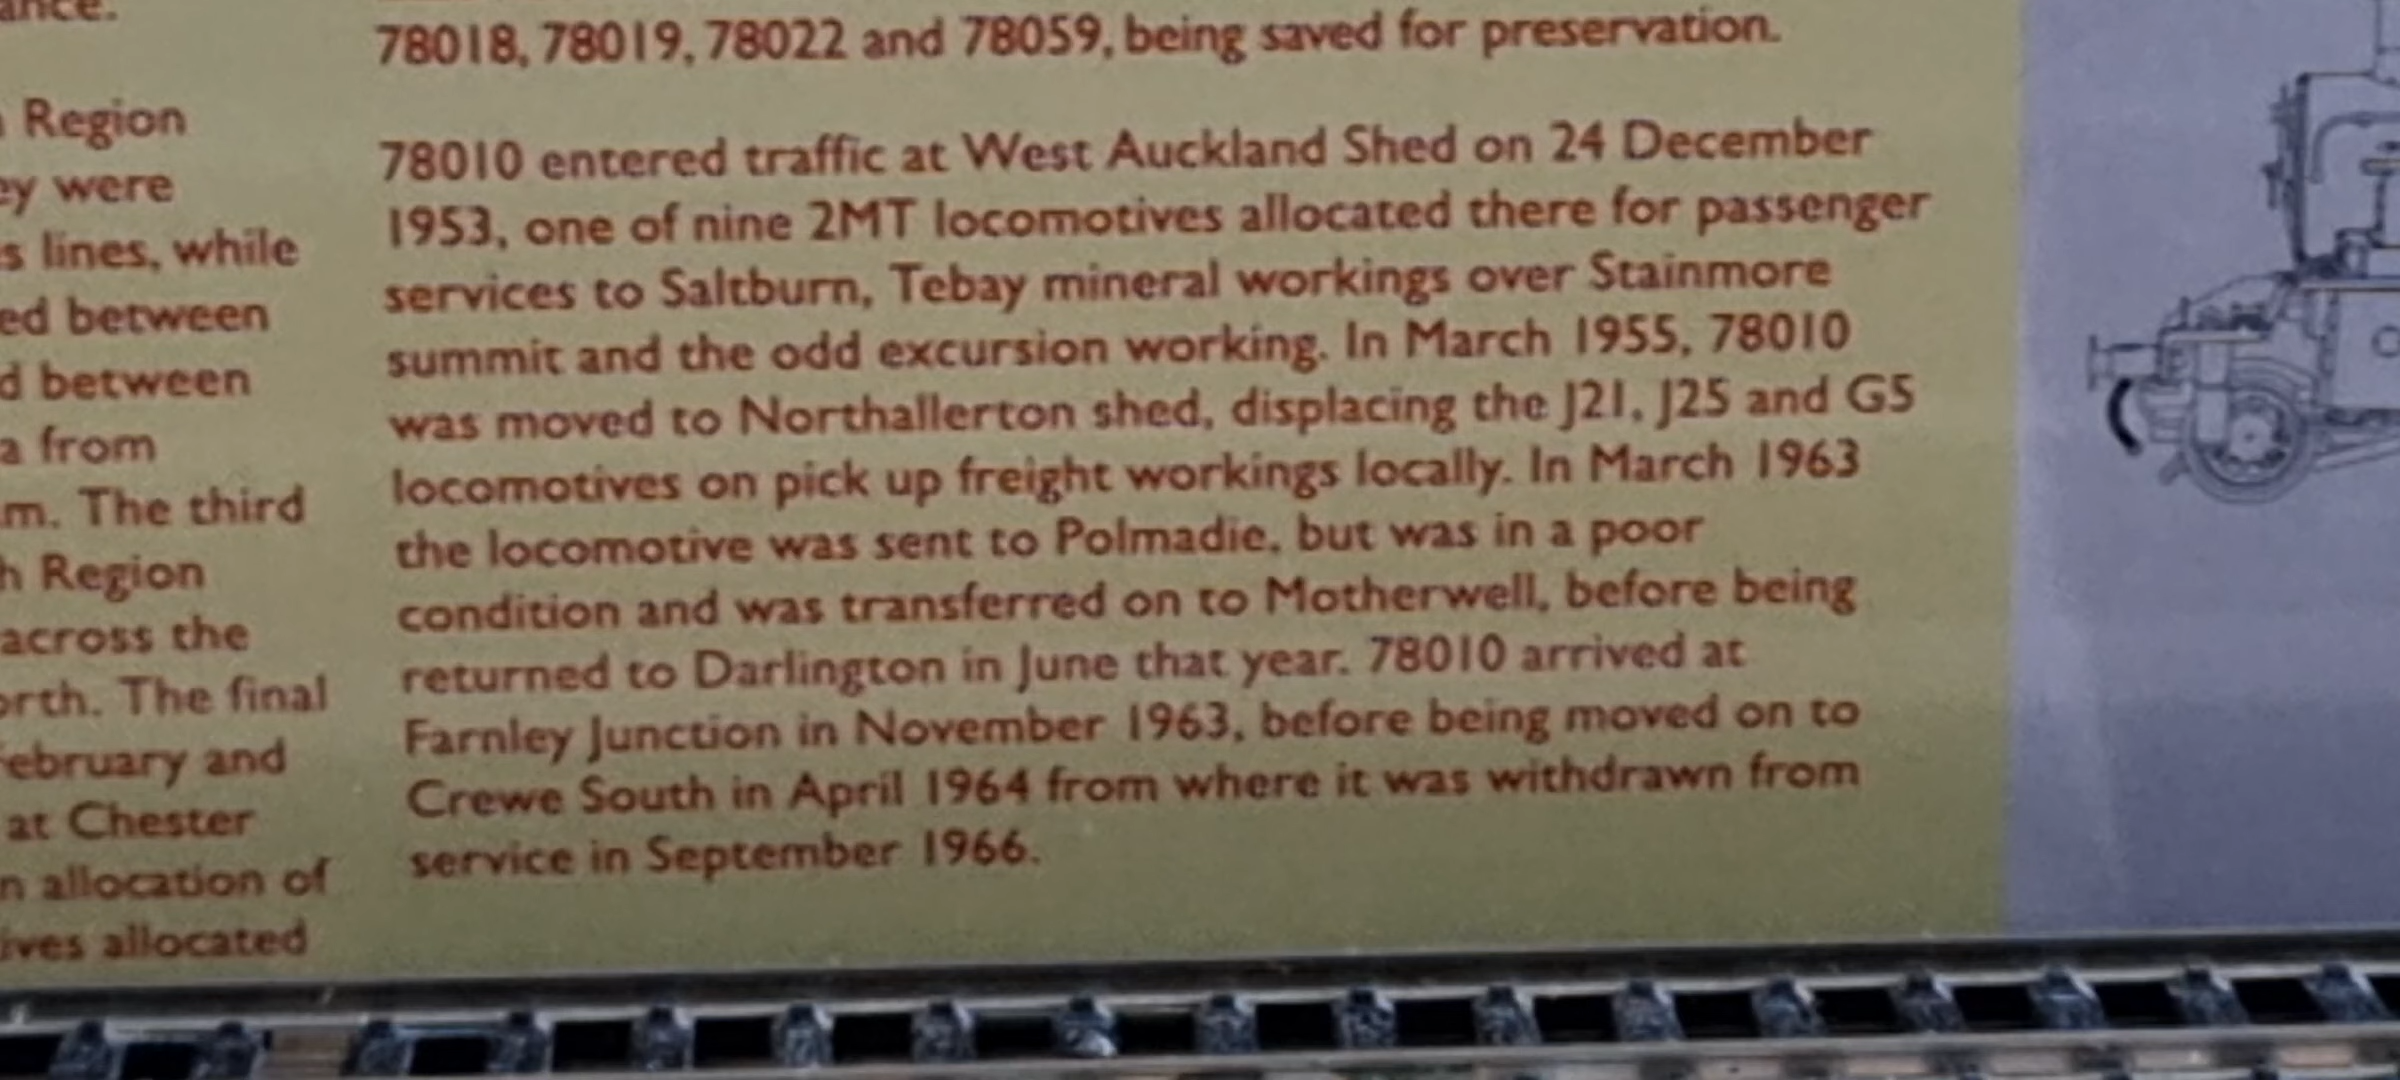 ance.
Region
ey were
s lines, while
ed between
d between
a from
m. The third
h Region
across the
orth. The final
ebruary and
at Chester
n allocation of
ives allocated
78018, 78019, 78022 and 78059, being saved for preservation.
78010 entered traffic at West Auckland Shed on 24 December
1953, one of nine 2MT locomotives allocated there for passenger
services to Saltburn, Tebay mineral workings over Stainmore
summit and the odd excursion working. In March 1955, 78010
was moved to Northallerton shed, displacing the J21, J25 and G5
locomotives on pick up freight workings locally. In March 1963
the locomotive was sent to Polmadie, but was in a poor
condition and was transferred on to Motherwell, before being
returned to Darlington in June that year. 78010 arrived at
Farnley Junction in November 1963, before being moved on to
Crewe South in April 1964 from where it was withdrawn from
service in September 1966.